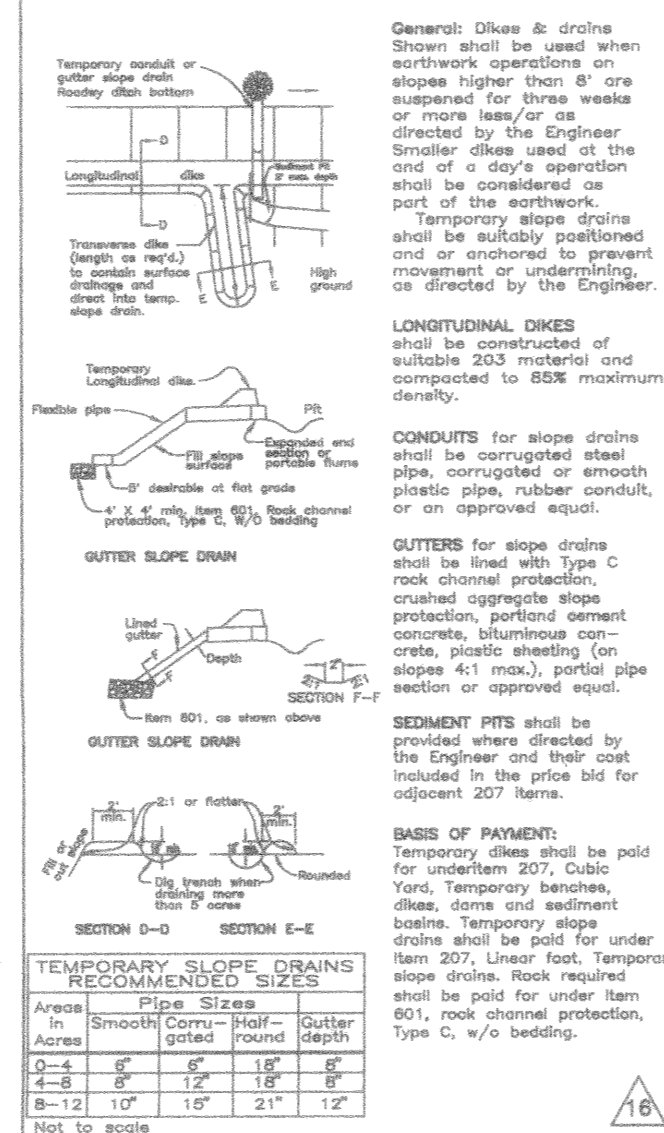 Temporary conduit or
gutter slope drain
Roadwy ditch bottom
D
Longitudinal dike
Sediment Pit
2' max. depth
D
Transverse dike
(length as req'd.)
to contain surface
drainage and
direct into temp.
slope drain.
E
E
High
ground
Temporary
Longitudinal dike.
Flexible pipe
Pit
Fill slope
surface
Expanded end
section or
portable flume
5' desirable at flat grade
4' X 4' min. Item 601, Rock channel
protection, Type C, W/O bedding
GUTTER SLOPE DRAIN
Lined
gutter
Depth
F
F
2'
2:1
2:1
SECTION F-F
Item 601, as shown above
GUTTER SLOPE DRAIN
2'
min.
2:1 or flatter
2'
min.
Fill or
cut slope
Dig trench when
draining more
than 5 acres
Rounded
SECTION D-D
SECTION E-E
TEMPORARY SLOPE DRAINS
RECOMMENDED SIZES
Areas in Acres
Pipe Sizes
Smooth Corru-gated Half-round Gutter depth
0-4 6" 6" 18" 8"
4-8 8" 12" 18" 8"
8-12 10" 15" 21" 12"
Not to scale
General: Dikes & drains
Shown shall be used when
earthwork operations on
slopes higher than 8' are
suspened for three weeks
or more less/or as
directed by the Engineer
Smaller dikes used at the
and of a day's operation
shall be considered as
part of the earthwork.
Temporary slope drains
shall be suitably positioned
and or anchored to prevent
movement or undermining,
as directed by the Engineer.
LONGITUDINAL DIKES
shall be constructed of
suitable 203 material and
compacted to 85% maximum
density.
CONDUITS for slope drains
shall be corrugated steel
pipe, corrugated or smooth
plastic pipe, rubber conduit,
or an approved equal.
GUTTERS for slope drains
shall be lined with Type C
rock channel protection,
crushed aggregate slope
protection, portland cement
concrete, bituminous con-
crete, plastic sheeting (on
slopes 4:1 max.), partial pipe
section or approved equal.
SEDIMENT PITS shall be
provided where directed by
the Engineer and their cost
included in the price bid for
adjacent 207 items.
BASIS OF PAYMENT:
Temporary dikes shall be paid
for underitem 207, Cubic
Yard, Temporary benches,
dikes, dams and sediment
basins. Temporary slope
drains shall be paid for under
Item 207, Linear foot, Temporar
slope drains. Rock required
shall be paid for under Item
601, rock channel protection,
Type C, w/o bedding.
16